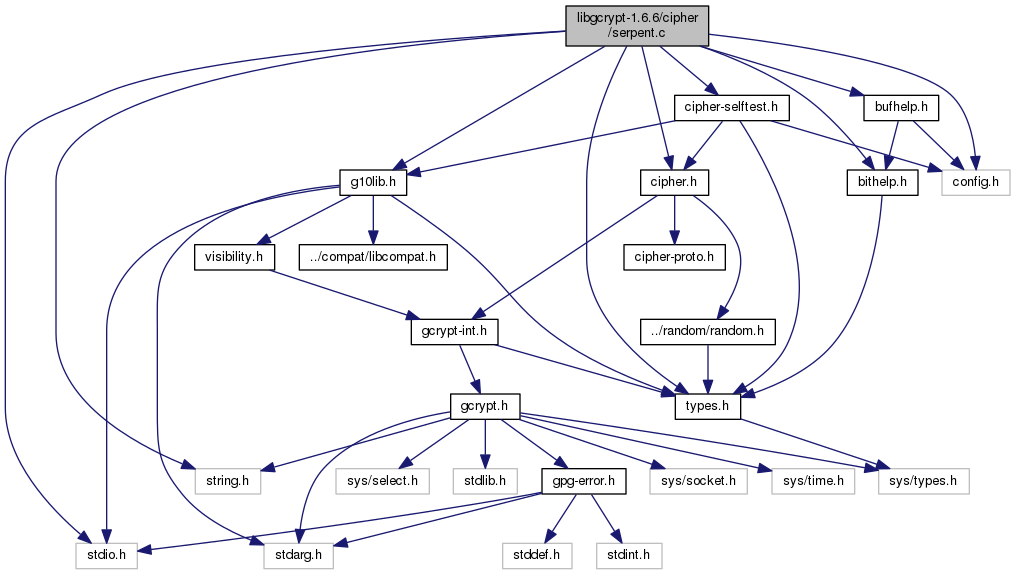 libgcrypt-1.6.6/cipher
/serpent.c
cipher-selftest.h
bufhelp.h
g10lib.h
cipher.h
bithelp.h
config.h
visibility.h
../compat/libcompat.h
cipher-proto.h
gcrypt-int.h
../random/random.h
gcrypt.h
types.h
string.h
sys/select.h
stdlib.h
gpg-error.h
sys/socket.h
sys/time.h
sys/types.h
stdio.h
stdarg.h
stddef.h
stdint.h